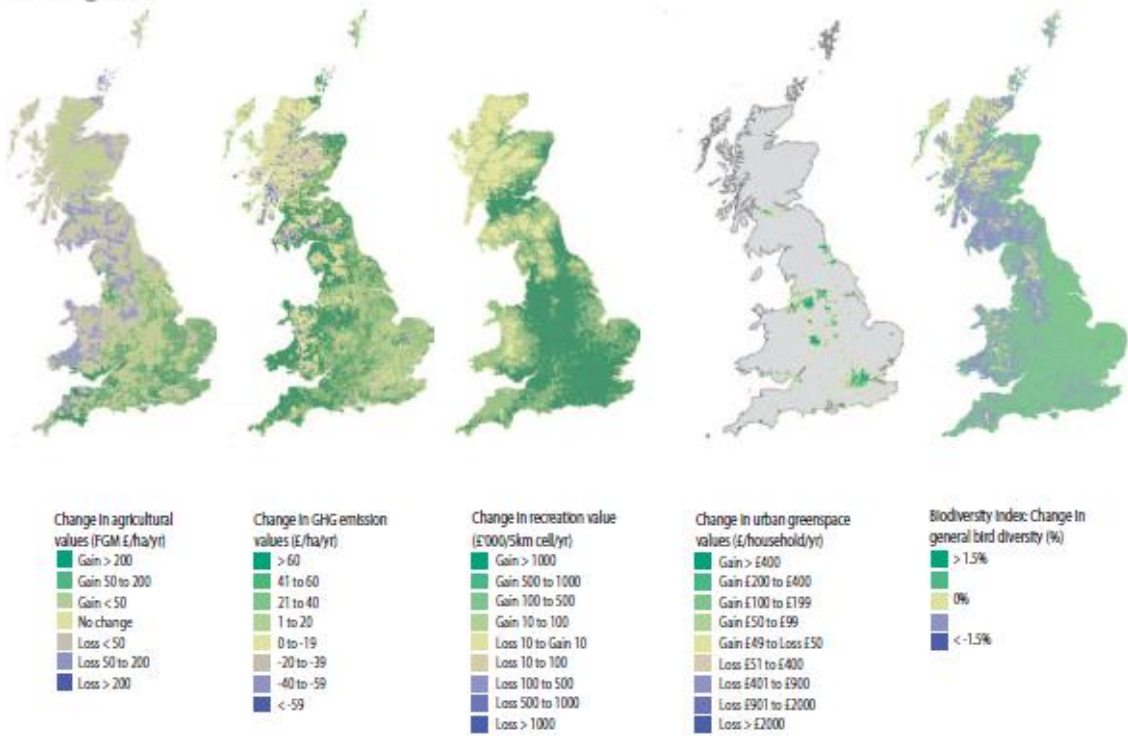 Change in agricultural
values (FGM £/ha/yr)
Gain > 200
Gain 50 to 200
Gain < 50
No change
Loss < 50
Loss 50 to 200
Loss > 200
Change in GHG emission
values (£/ha/yr)
> 60
41 to 60
21 to 40
1 to 20
0 to -19
-20 to -39
-40 to -59
< -59
Change in recreation value
(£'000/5km cell/yr)
Gain > 1000
Gain 500 to 1000
Gain 100 to 500
Gain 10 to 100
Loss 10 to Gain 10
Loss 10 to 100
Loss 100 to 500
Loss 500 to 1000
Loss > 1000
Change in urban greenspace
values (£/household/yr)
Gain > £400
Gain £200 to £400
Gain £100 to £199
Gain £50 to £99
Gain £49 to Loss £50
Loss £51 to £400
Loss £401 to £900
Loss £901 to £2000
Loss > £2000
Biodiversity Index: Change in
general bird diversity (%)
> 1.5%
0%
< -1.5%